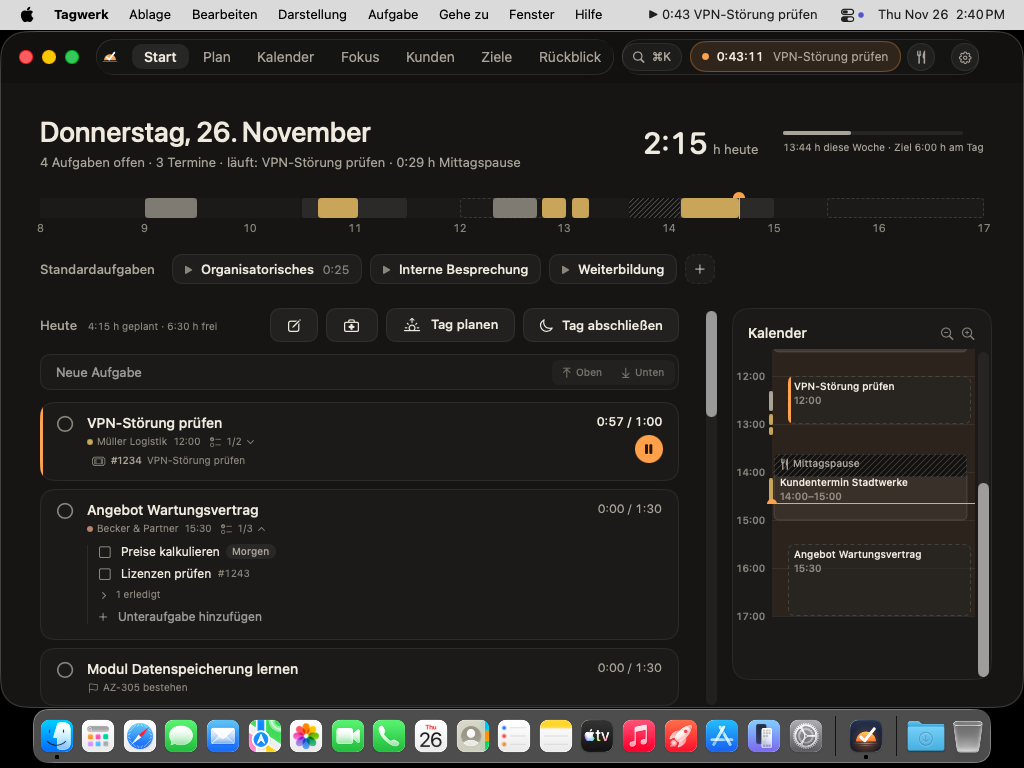 Tagwerk Ablage Bearbeiten Darstellung Aufgabe Gehe zu Fenster Hilfe 0:43 VPN-Störung prüfen Thu Nov 26 2:40 PM
Start Plan Kalender Fokus Kunden Ziele Rückblick ⌘K 0:43:11 VPN-Störung prüfen
Donnerstag, 26. November
4 Aufgaben offen · 3 Termine · läuft: VPN-Störung prüfen · 0:29 h Mittagspause
2:15 h heute
13:44 h diese Woche · Ziel 6:00 h am Tag
8 9 10 11 12 13 14 15 16 17
Standardaufgaben Organisatorisches 0:25 Interne Besprechung Weiterbildung +
Heute 4:15 h geplant · 6:30 h frei Tag planen Tag abschließen
Neue Aufgabe Oben Unten
VPN-Störung prüfen 0:57 / 1:00
Müller Logistik 12:00 1/2
#1234 VPN-Störung prüfen
Angebot Wartungsvertrag 0:00 / 1:30
Becker & Partner 15:30 1/3
Preise kalkulieren Morgen
Lizenzen prüfen #1243
1 erledigt
+ Unteraufgabe hinzufügen
Modul Datenspeicherung lernen 0:00 / 1:30
AZ-305 bestehen
Kalender
12:00 VPN-Störung prüfen
12:00
13:00
Mittagspause
14:00 Kundentermin Stadtwerke
14:00–15:00
15:00
Angebot Wartungsvertrag
16:00 15:30
17:00
Thu
26
tv